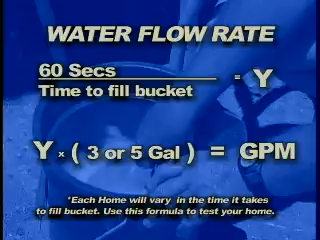 WATER FLOW RATE
60 Secs
Time to fill bucket
= Y
Y x ( 3 or 5 Gal ) = GPM
*Each Home will vary in the time it takes
to fill bucket. Use this formula to test your home.